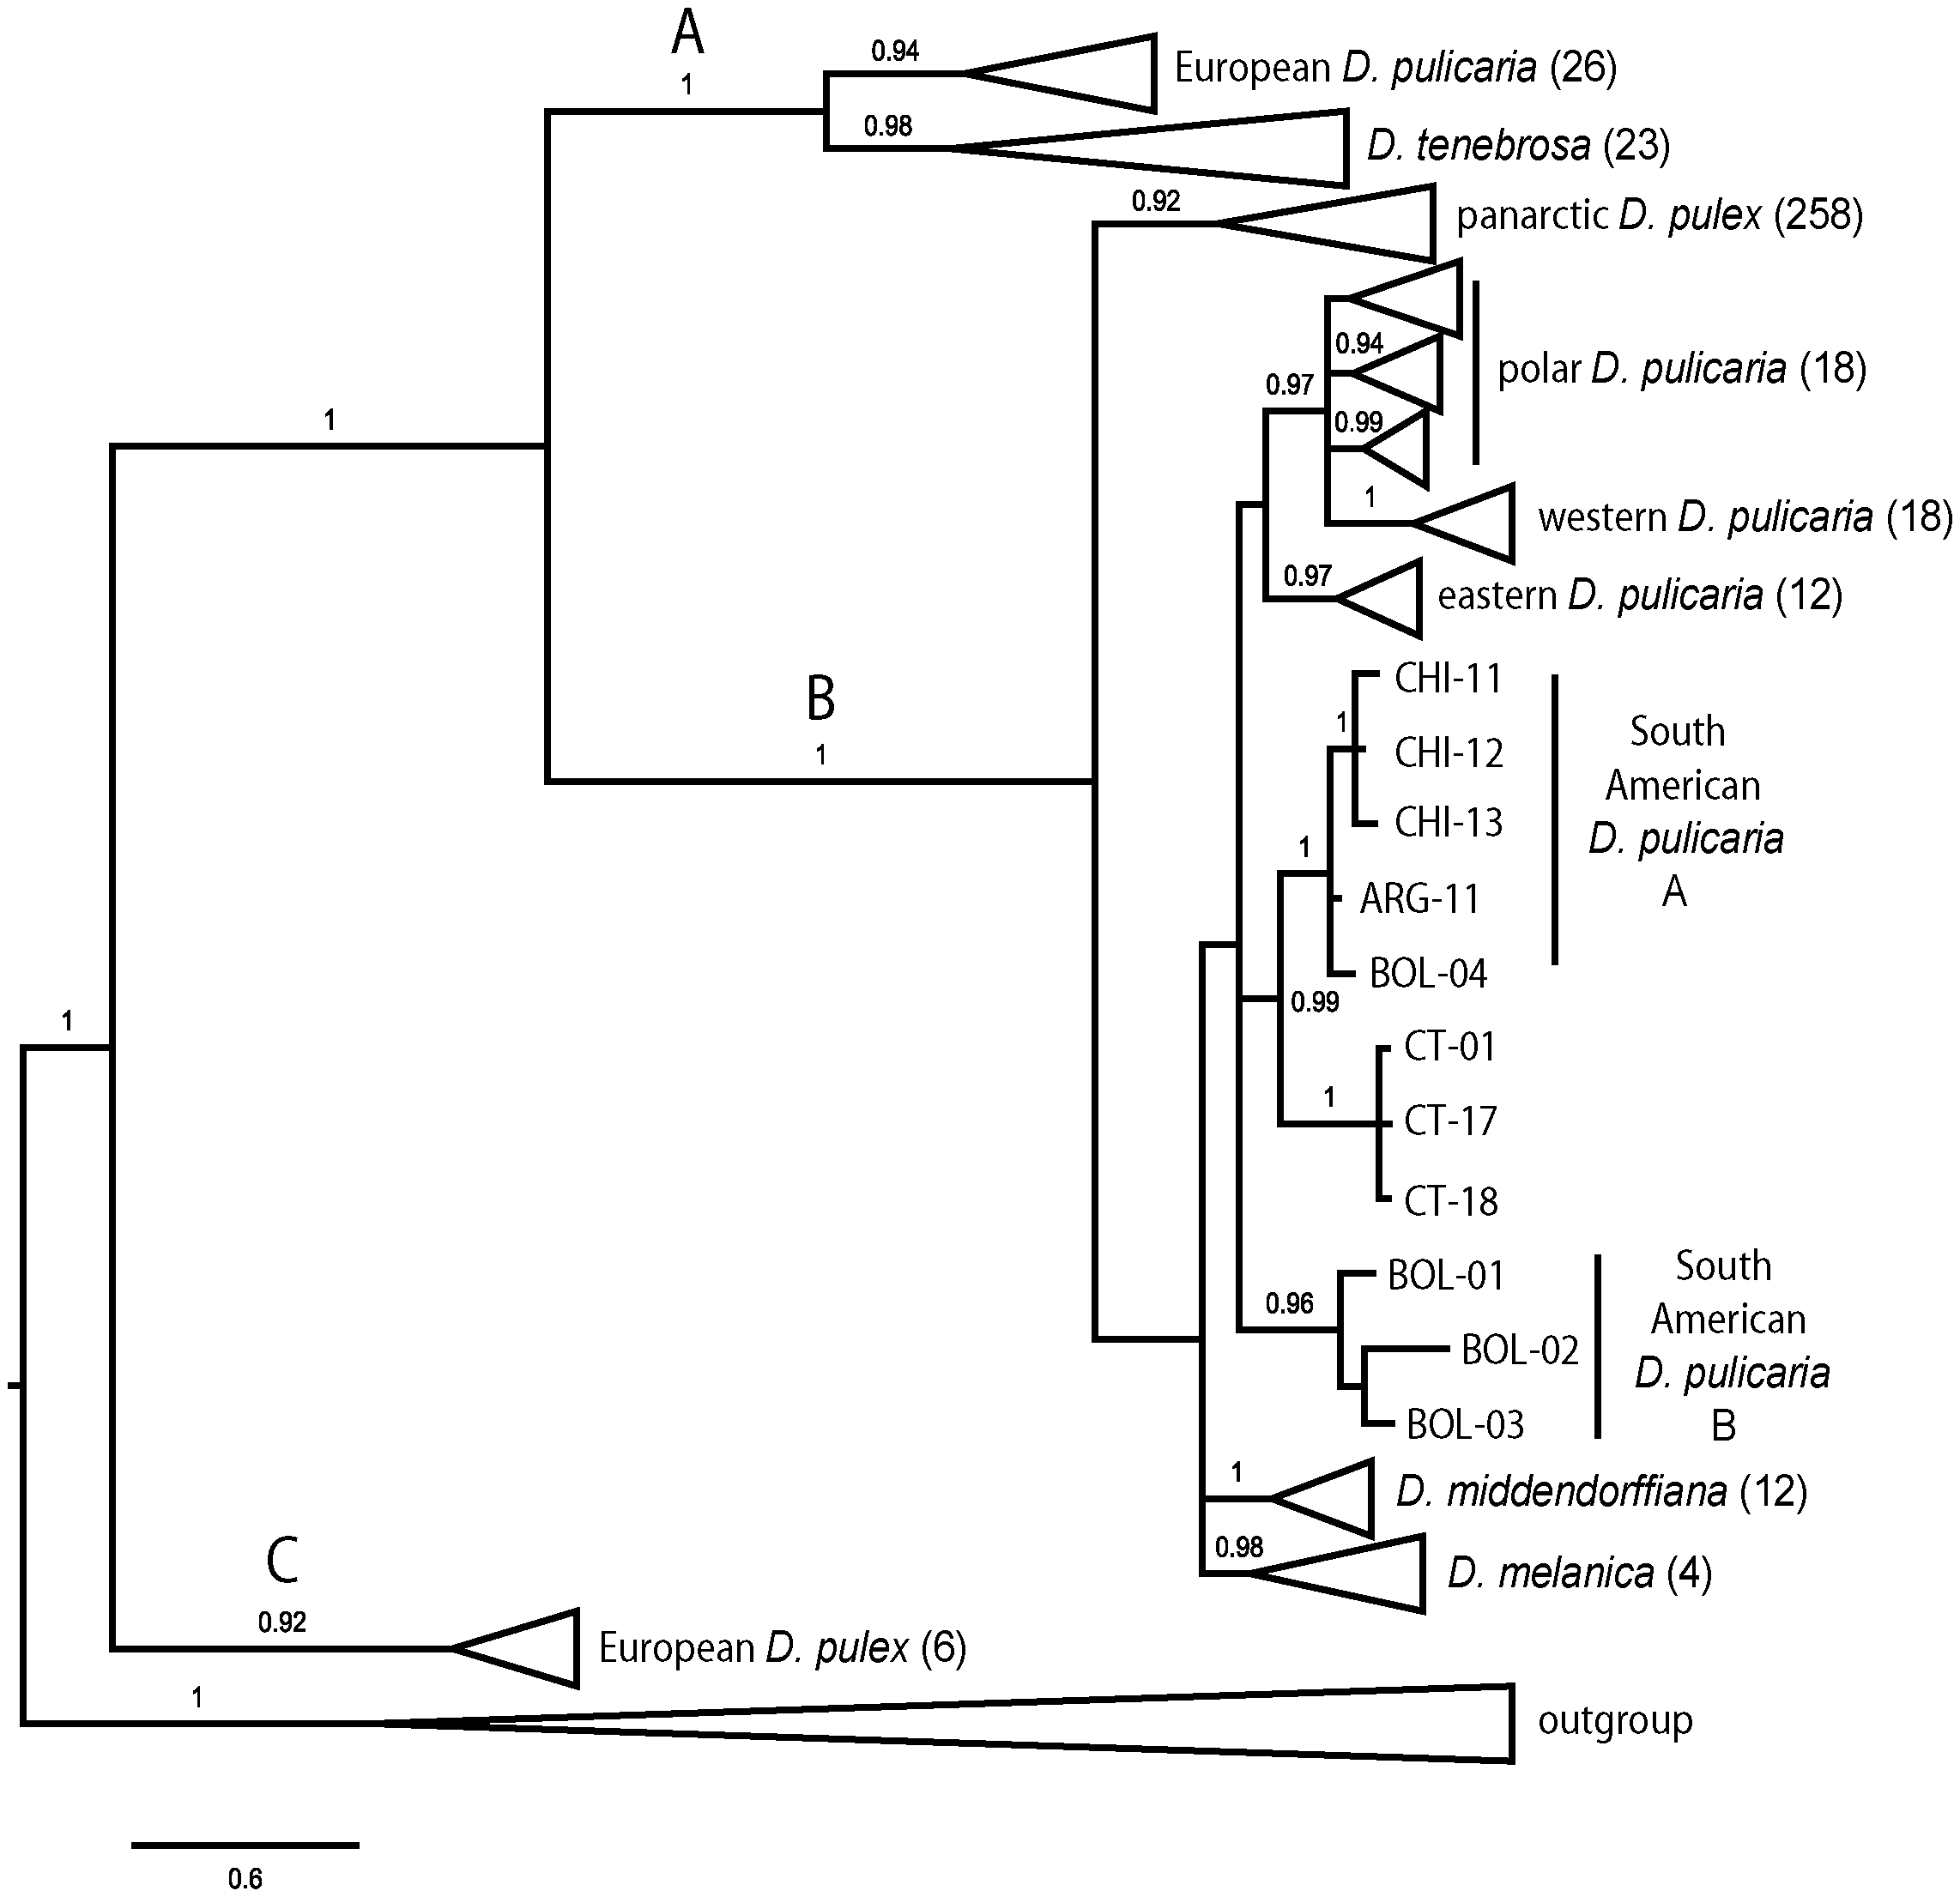 A
0.94
European D. pulicaria (26)
1
0.98
D. tenebrosa (23)
0.92
panarctic D. pulex (258)
0.94
polar D. pulicaria (18)
0.97
0.99
1
1
western D. pulicaria (18)
0.97
eastern D. pulicaria (12)
B
1
CHI-11
1
CHI-12
CHI-13
South
American
D. pulicaria
A
1
ARG-11
BOL-04
0.99
1
CT-01
1
CT-17
CT-18
BOL-01
0.96
BOL-02
BOL-03
South
American
D. pulicaria
B
1
D. middendorffiana (12)
0.98
D. melanica (4)
C
0.92
European D. pulex (6)
1
outgroup
0.6